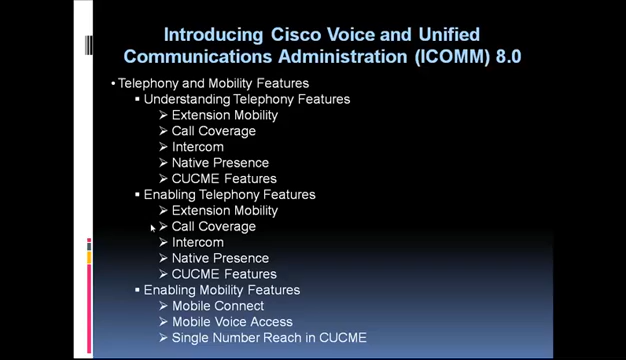 Introducing Cisco Voice and Unified
Communications Administration (ICOMM) 8.0
• Telephony and Mobility Features
▪ Understanding Telephony Features
➢ Extension Mobility
➢ Call Coverage
➢ Intercom
➢ Native Presence
➢ CUCME Features
▪ Enabling Telephony Features
➢ Extension Mobility
➢ Call Coverage
➢ Intercom
➢ Native Presence
➢ CUCME Features
▪ Enabling Mobility Features
➢ Mobile Connect
➢ Mobile Voice Access
➢ Single Number Reach in CUCME